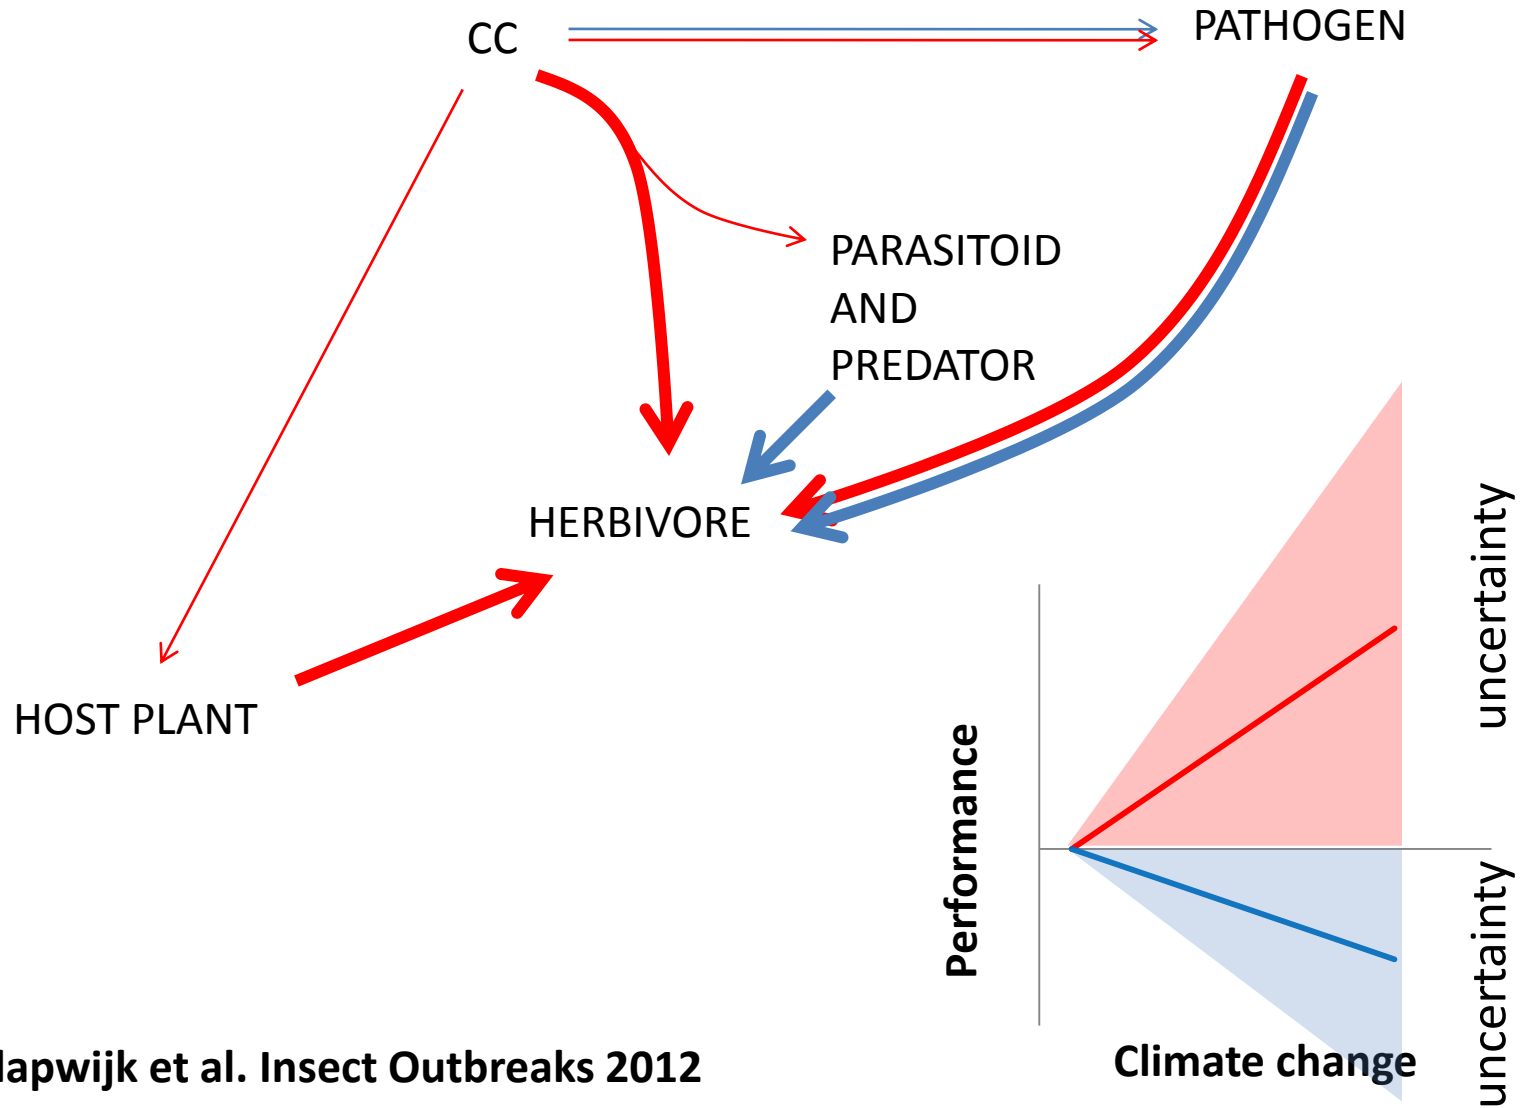 CC
PATHOGEN
PARASITOID
AND
PREDATOR
HERBIVORE
HOST PLANT
uncertainty
Performance
uncertainty
Climate change
lapwijk et al. Insect Outbreaks 2012